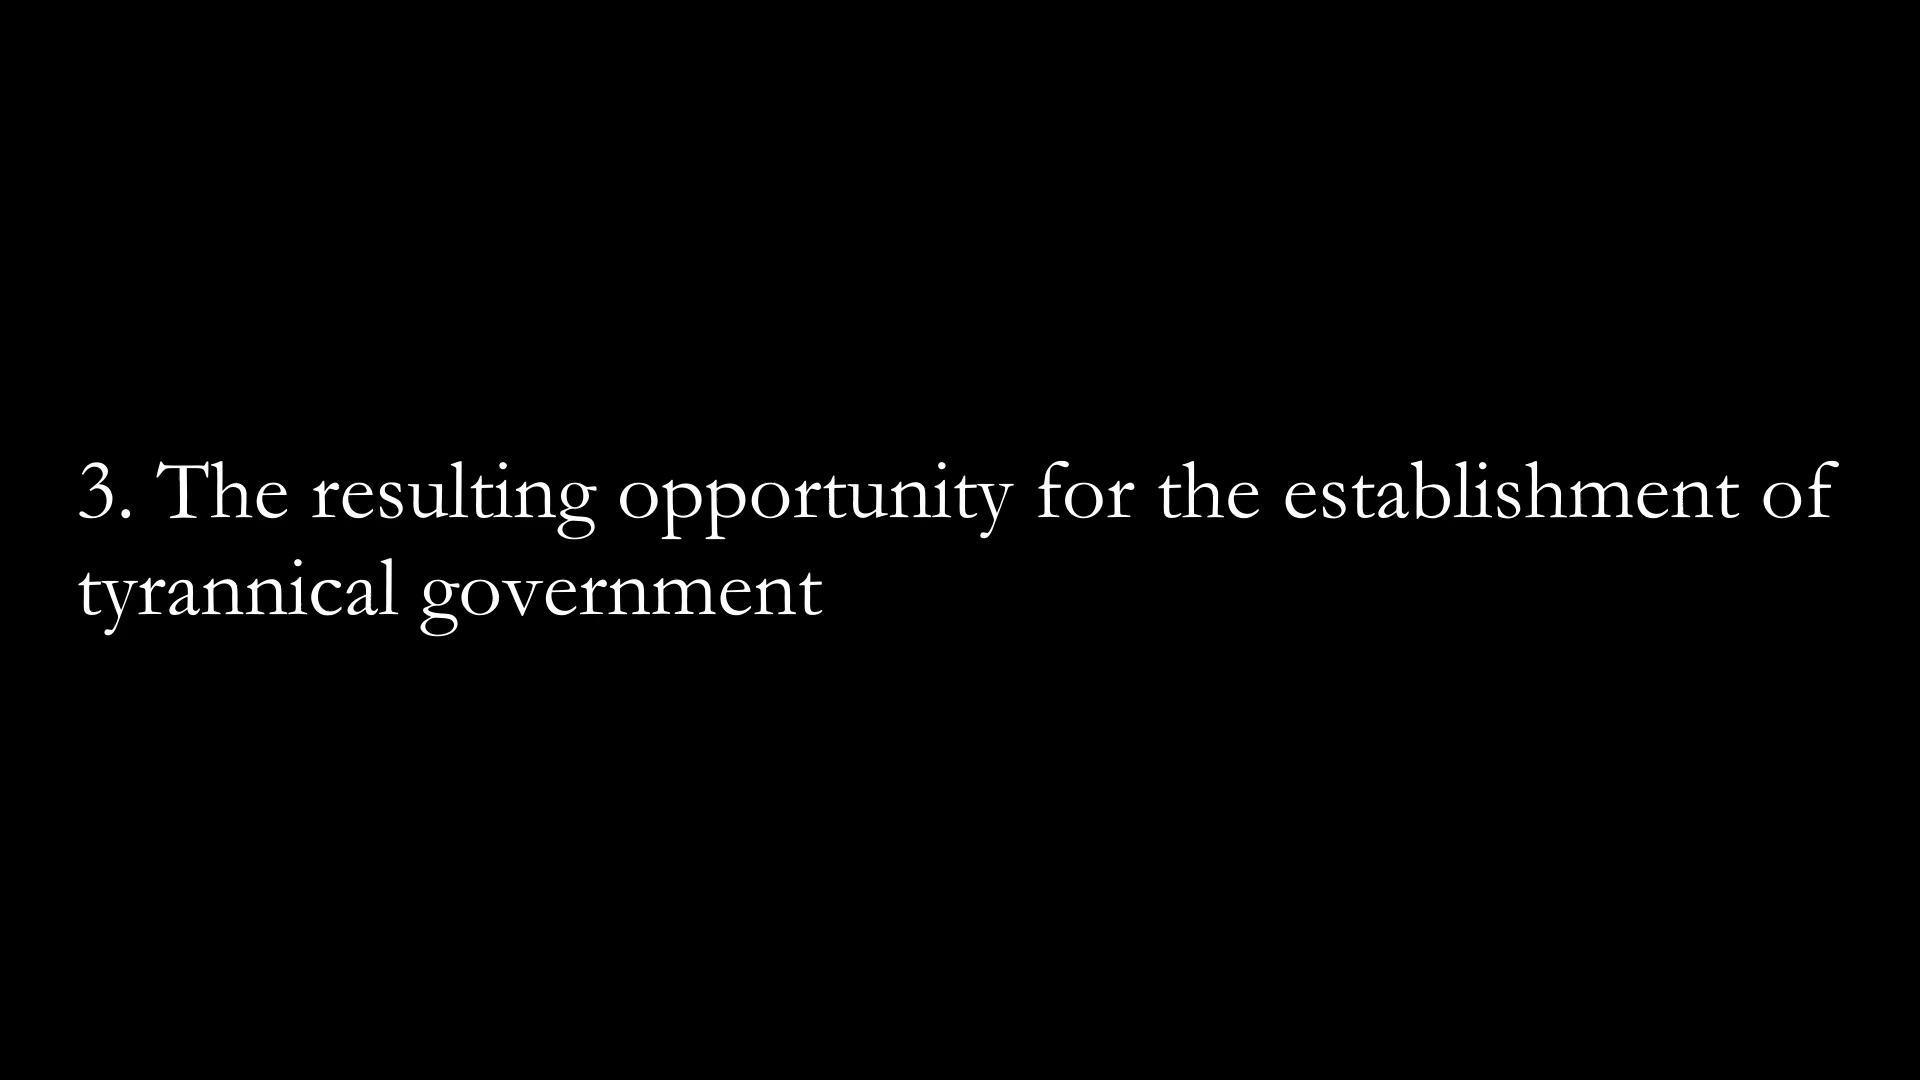 3. The resulting opportunity for the establishment of
tyrannical government